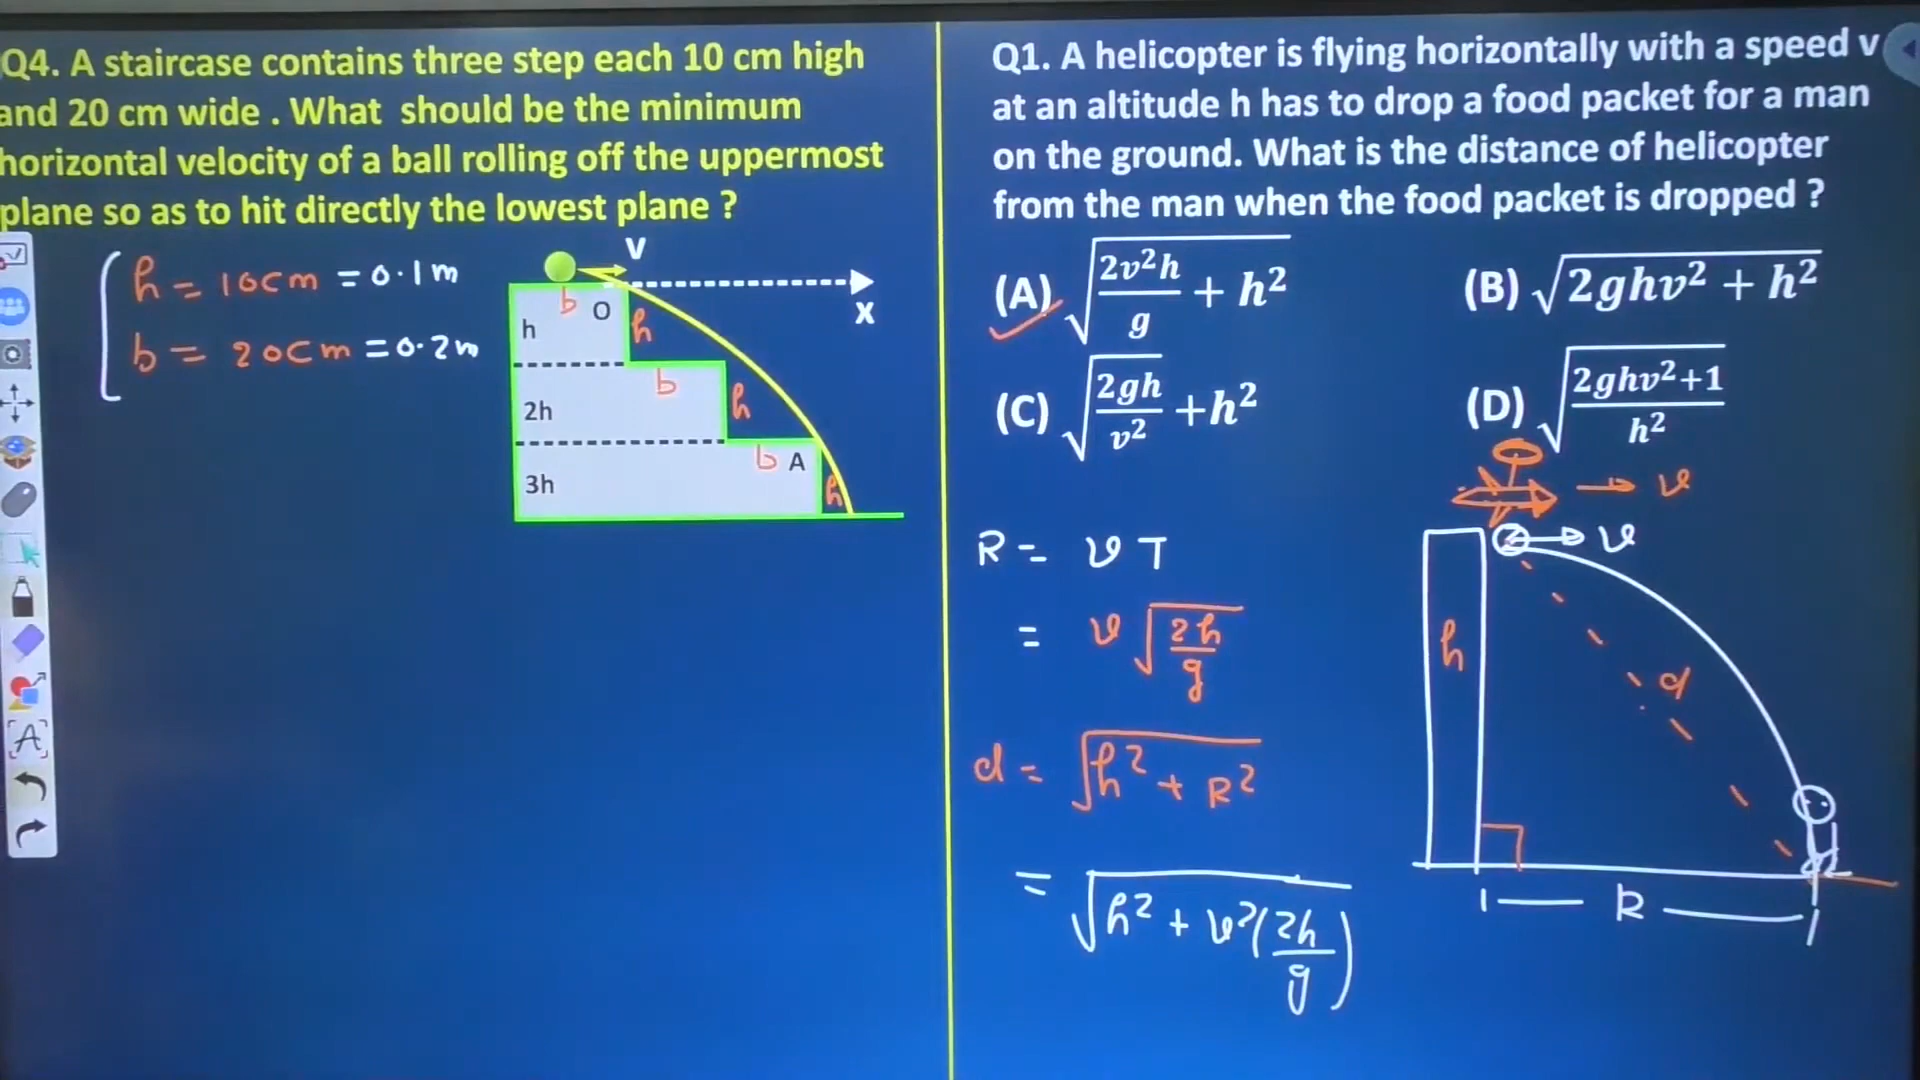 Q4. A staircase contains three step each 10 cm high
and 20 cm wide . What should be the minimum
horizontal velocity of a ball rolling off the uppermost
plane so as to hit directly the lowest plane ?
h = 10cm = 0.1m
b = 20cm = 0.2m
V
X
b
O
h
h
b
2h
h
b A
3h
h
Q1. A helicopter is flying horizontally with a speed v
at an altitude h has to drop a food packet for a man
on the ground. What is the distance of helicopter
from the man when the food packet is dropped ?
(A) √(2v²h/g + h²)
(B) √(2ghv² + h²)
(C) √(2gh/v²) +h²
(D) √((2ghv²+1)/h²)
v
v
h
d
R
R = vT
= v√(2h/g)
d = √(h² + R²)
= √(h² + v²(2h/g))